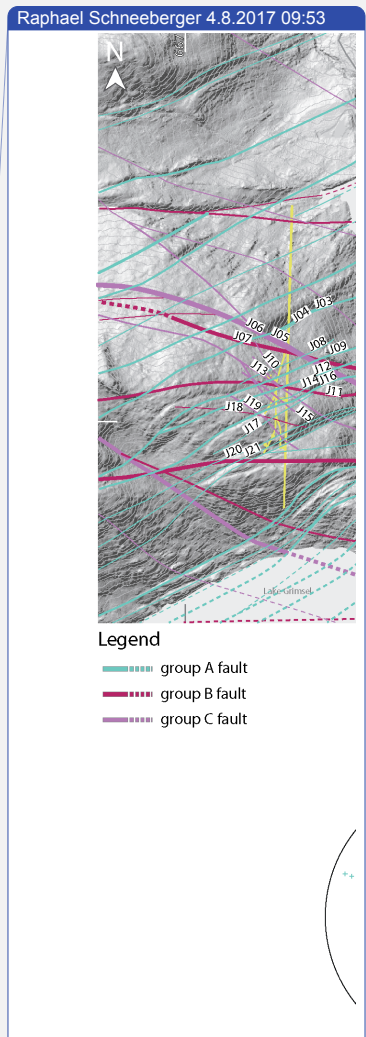 Raphael Schneeberger 4.8.2017 09:53
N
J03
J04
J06
J05
J07
J08
J09
J10
J13
J12
J14
J16
J11
J19
J18
J15
J17
J20
J21
Lake Grimsel
Legend
group A fault
group B fault
group C fault